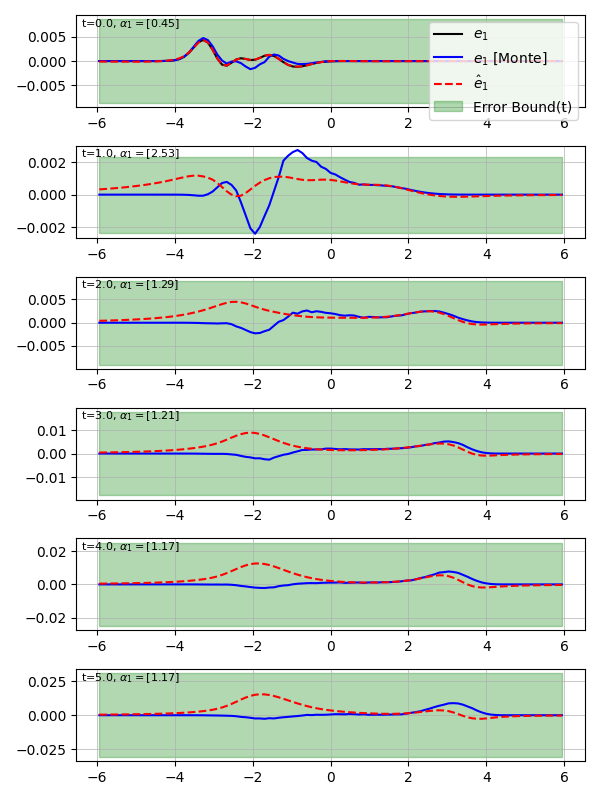 t=0.0, α₁ = [0.45]
0.005
0.000
−0.005
e₁
e₁ [Monte]
ê₁
Error Bound(t)
−6 −4 −2 0 2 4 6
t=1.0, α₁ = [2.53]
0.002
0.000
−0.002
−6 −4 −2 0 2 4 6
t=2.0, α₁ = [1.29]
0.005
0.000
−0.005
−6 −4 −2 0 2 4 6
t=3.0, α₁ = [1.21]
0.01
0.00
−0.01
−6 −4 −2 0 2 4 6
t=4.0, α₁ = [1.17]
0.02
0.00
−0.02
−6 −4 −2 0 2 4 6
t=5.0, α₁ = [1.17]
0.025
0.000
−0.025
−6 −4 −2 0 2 4 6